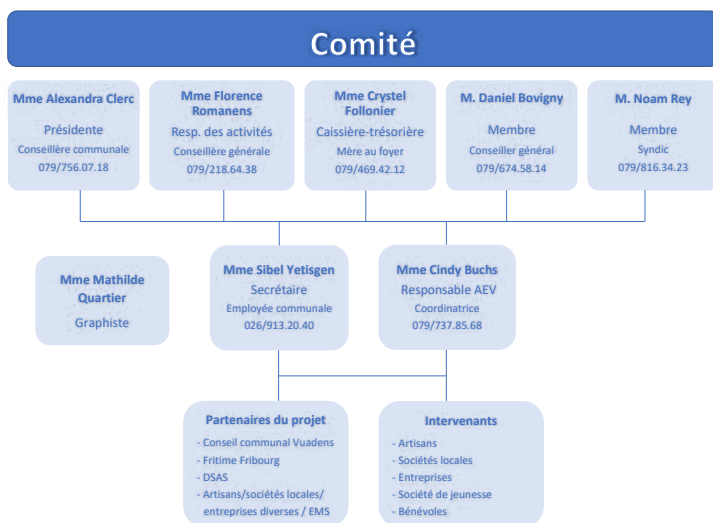 Comité
Mme Alexandra Clerc
Présidente
Conseillère communale
079/756.07.18
Mme Florence
Romanens
Resp. des activités
Conseillère générale
079/218.64.38
Mme Crystel
Follonier
Caissière-trésorière
Mère au foyer
079/469.42.12
M. Daniel Bovigny
Membre
Conseiller général
079/674.58.14
M. Noam Rey
Membre
Syndic
079/816.34.23
Mme Mathilde
Quartier
Graphiste
Mme Sibel Yetisgen
Secrétaire
Employée communale
026/913.20.40
Mme Cindy Buchs
Responsable AEV
Coordinatrice
079/737.85.68
Partenaires du projet
- Conseil communal Vuadens
- Fritime Fribourg
- DSAS
- Artisans/sociétés locales/
entreprises diverses / EMS
Intervenants
- Artisans
- Sociétés locales
- Entreprises
- Société de jeunesse
- Bénévoles